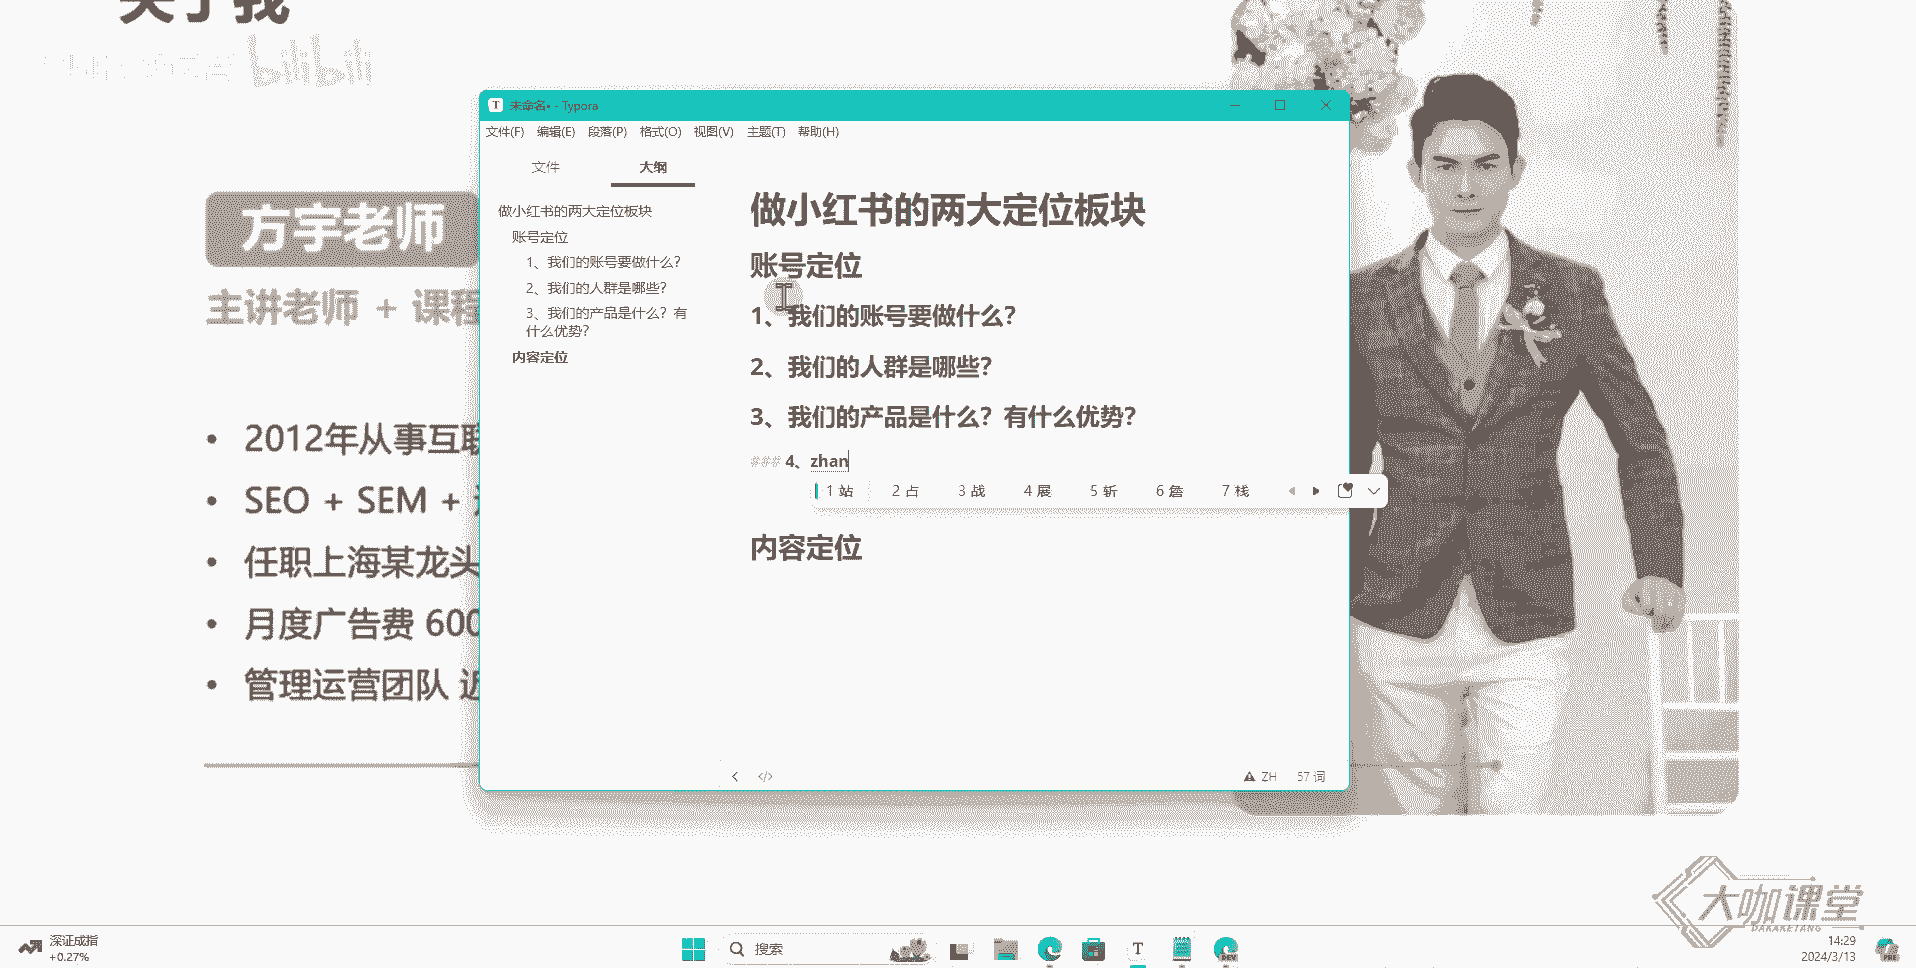 关于我
bilibili
方宇老师
主讲老师 + 课程
2012年从事互联
SEO + SEM +
任职上海某龙头
月度广告费 600
管理运营团队 近
未命名• - Typora
文件(F) 编辑(E) 段落(P) 格式(O) 视图(V) 主题(T) 帮助(H)
文件 大纲
做小红书的两大定位板块
账号定位
1、我们的账号要做什么？
2、我们的人群是哪些？
3、我们的产品是什么？有
什么优势？
内容定位
做小红书的两大定位板块
账号定位
1、我们的账号要做什么？
2、我们的人群是哪些？
3、我们的产品是什么？有什么优势？
### 4、zhan
1 站 2 占 3 战 4 展 5 斩 6 詹 7 栈
内容定位
ZH 57 词
大咖课堂
DAKAKETANG
深证成指
+0.27%
搜索
T
DEV
14:29
2024/3/13
PRE